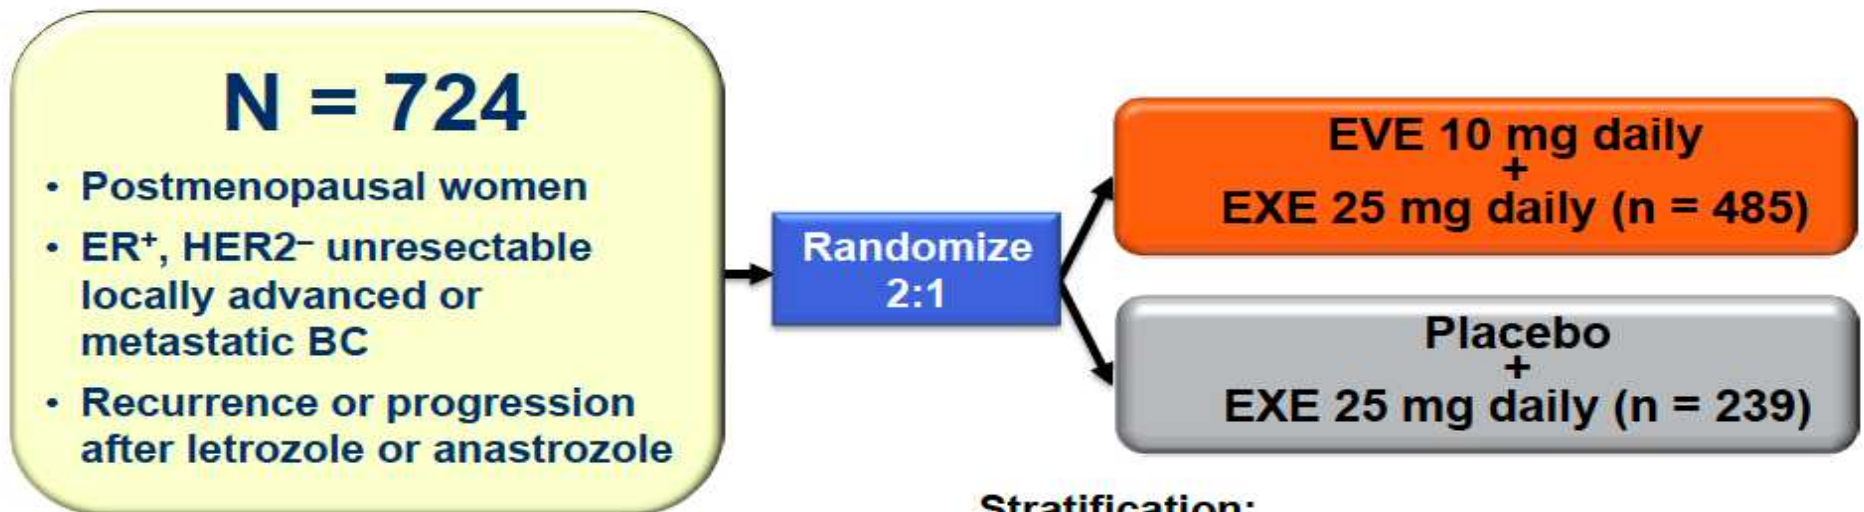 N = 724
• Postmenopausal women
• ER⁺, HER2⁻ unresectable
locally advanced or
metastatic BC
• Recurrence or progression
after letrozole or anastrozole
Randomize
2:1
EVE 10 mg daily
+
EXE 25 mg daily (n = 485)
Placebo
+
EXE 25 mg daily (n = 239)
Stratification: